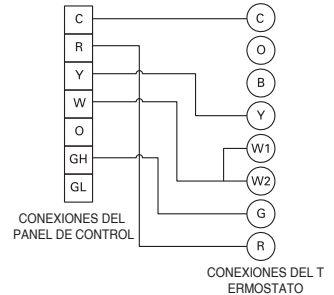 C
R
Y
W
O
GH
GL
CONEXIONES DEL
PANEL DE CONTROL
C
O
B
Y
W1
W2
G
R
CONEXIONES DEL T
ERMOSTATO